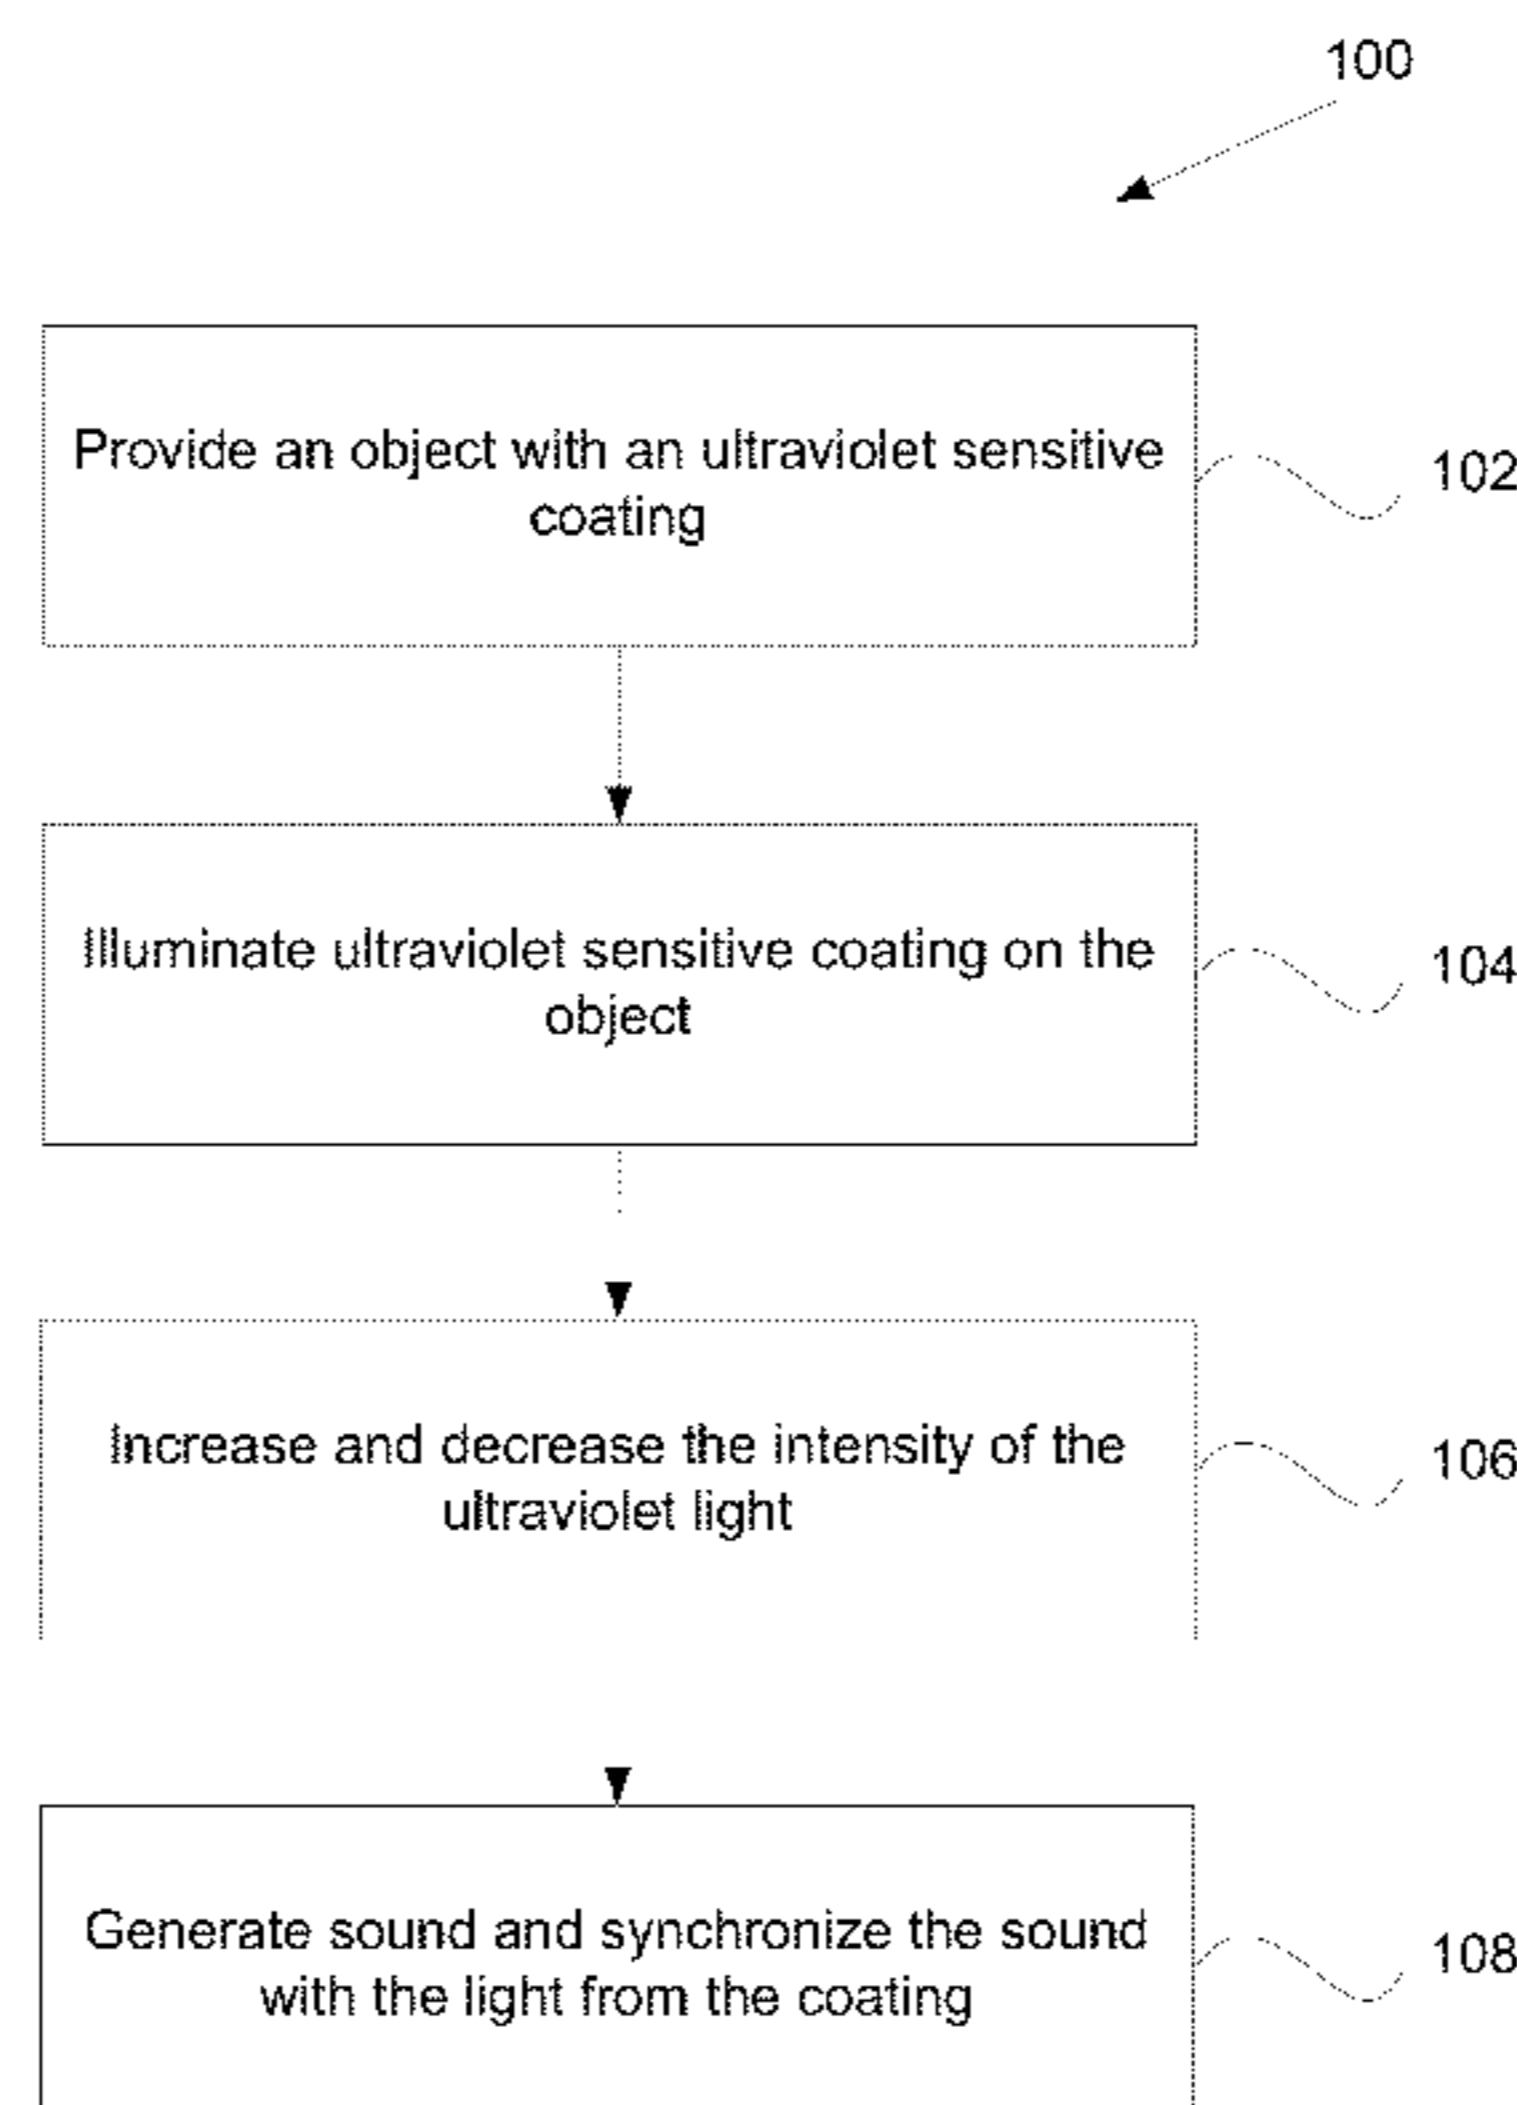 100
Provide an object with an ultraviolet sensitive
coating
102
Illuminate ultraviolet sensitive coating on the
object
104
Increase and decrease the intensity of the
ultraviolet light
106
Generate sound and synchronize the sound
with the light from the coating
108